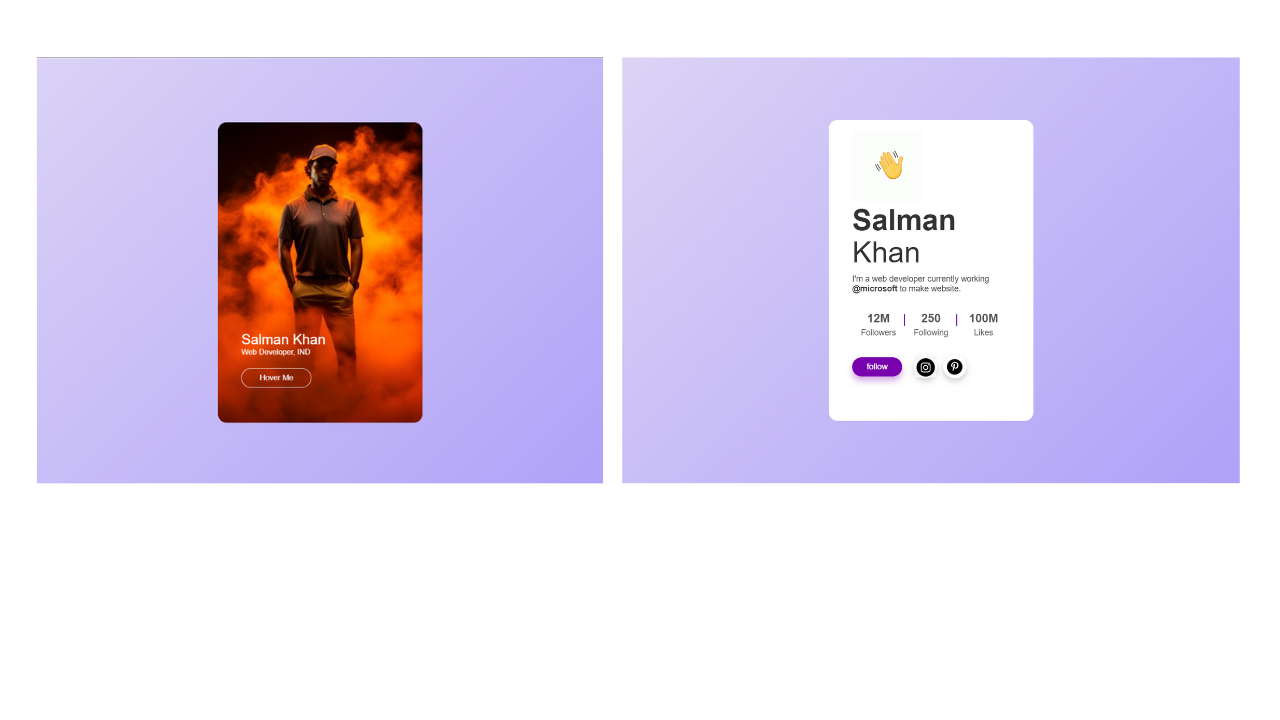 Salman Khan
Web Developer, IND
Hover Me
Salman
Khan
I'm a web developer currently working
@microsoft to make website.
12M
250
100M
Followers
Following
Likes
follow